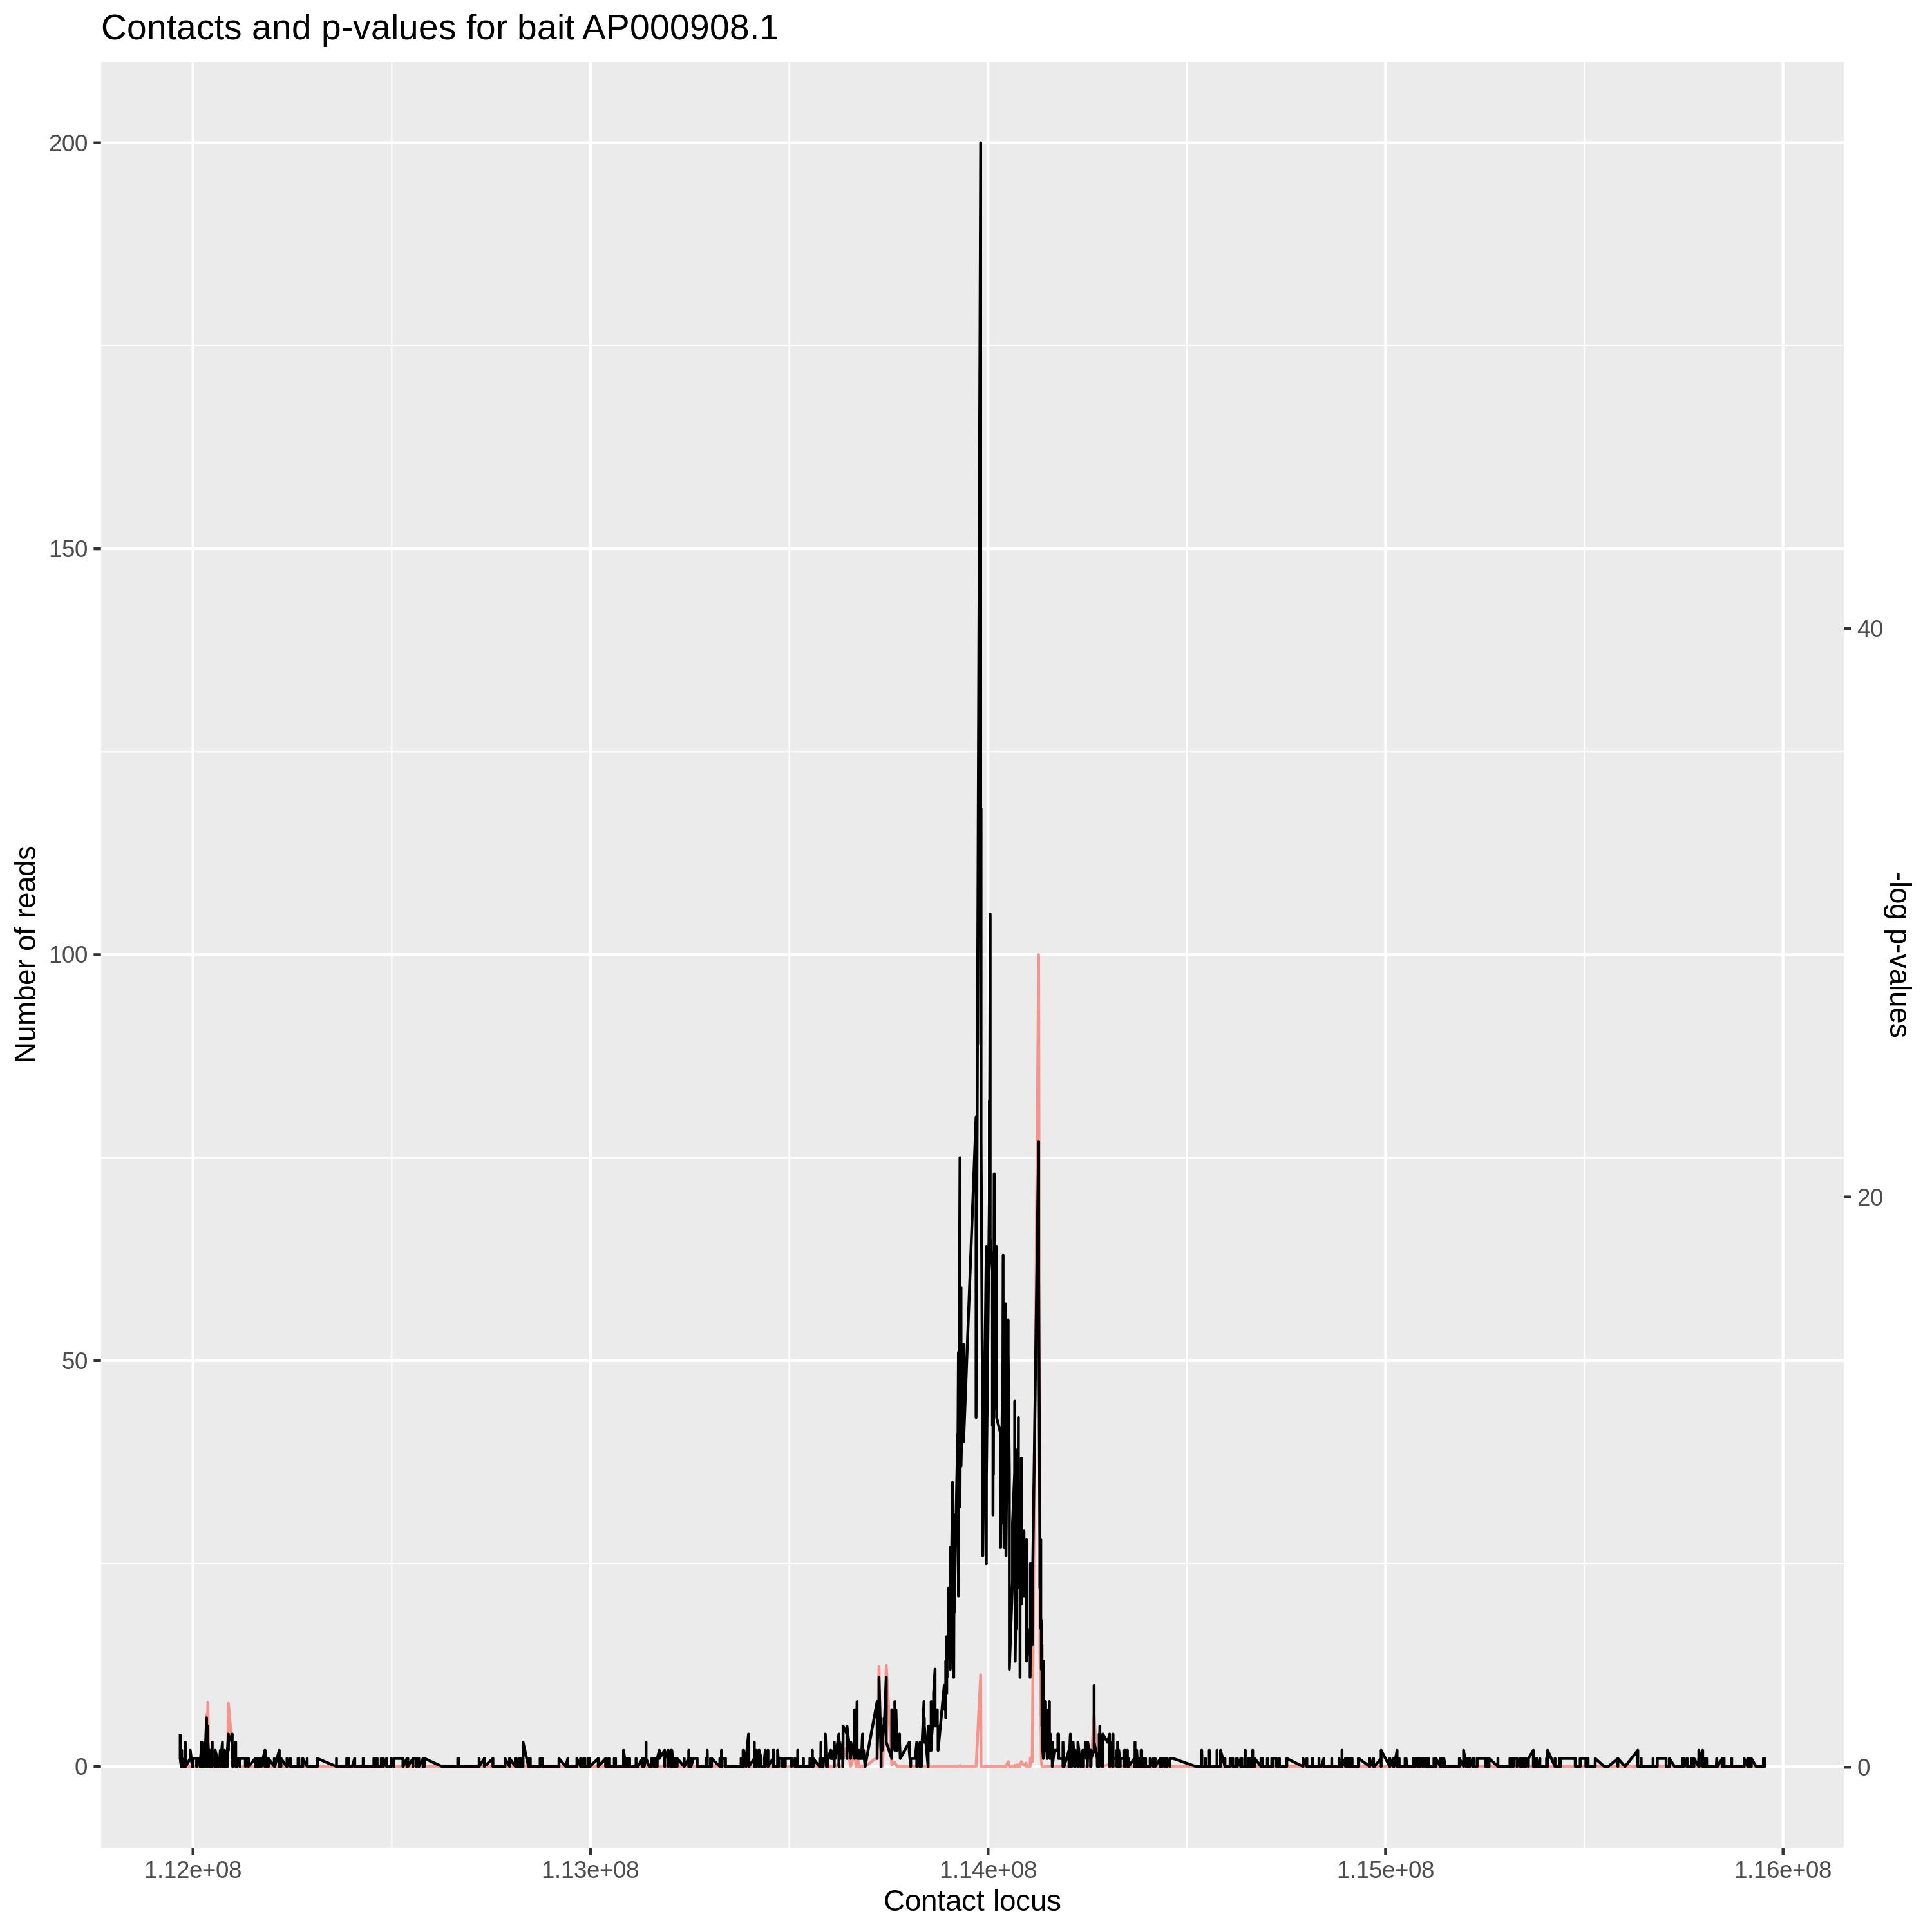 Contacts and p-values for bait AP000908.1
200
150
100
50
0
Number of reads
40
20
0
-log p-values
1.12e+08
1.13e+08
1.14e+08
1.15e+08
1.16e+08
Contact locus